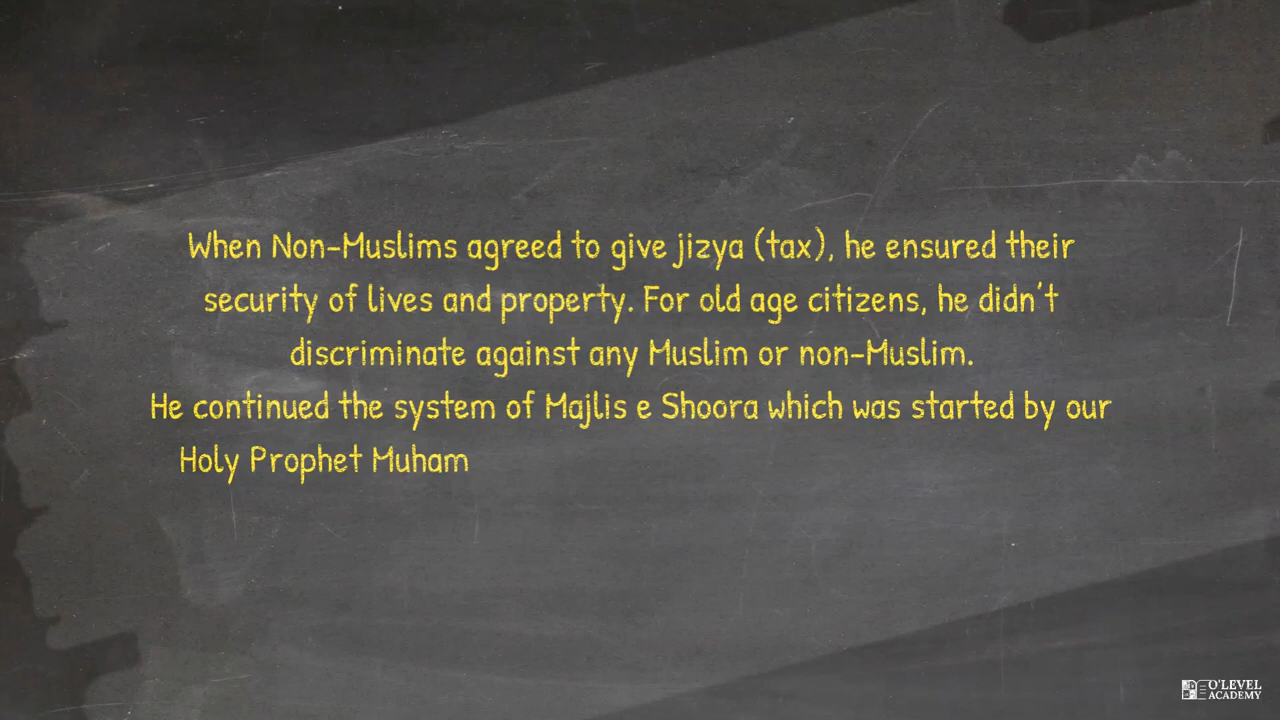 When Non-Muslims agreed to give jizya (tax), he ensured their
security of lives and property. For old age citizens, he didn't
discriminate against any Muslim or non-Muslim.
He continued the system of Majlis e Shoora which was started by our
Holy Prophet Muham
O'LEVEL
ACADEMY